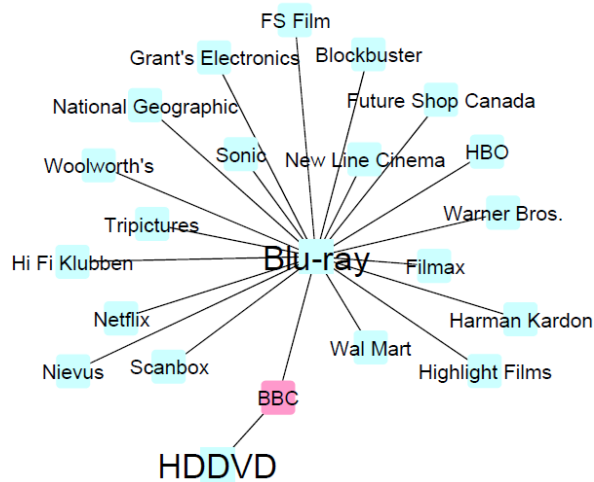 FS Film
Grant's Electronics
Blockbuster
National Geographic
Future Shop Canada
Woolworth's
Sonic
New Line Cinema
HBO
Tripictures
Warner Bros.
Hi Fi Klubben
Blu-ray
Filmax
Netflix
Harman Kardon
Wal Mart
Nievus
Scanbox
Highlight Films
BBC
HDDVD